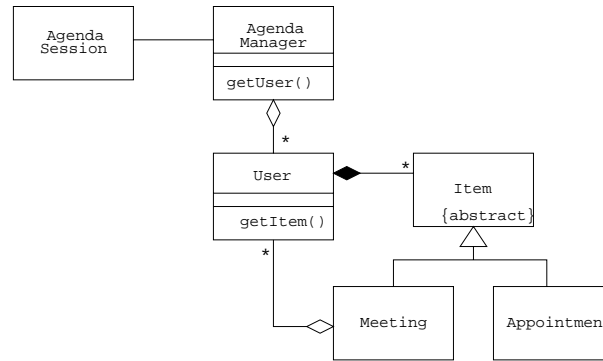 Agenda
Session
Agenda
Manager
getUser()
*
User
*
Item
{abstract}
getItem()
*
Meeting
Appointmen